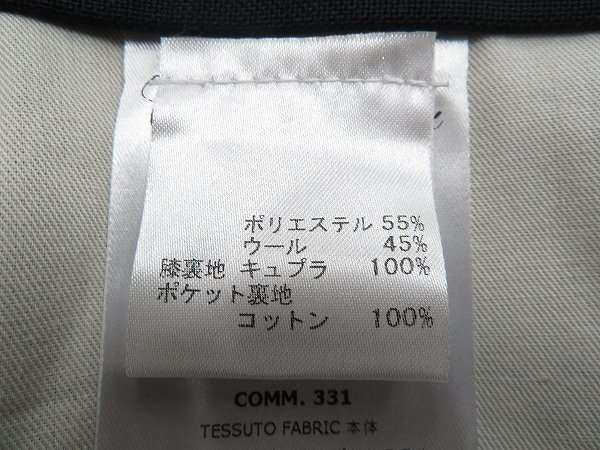 ポリエステル 55%
ウール 45%
膝裏地 キュプラ 100%
ポケット裏地
コットン 100%
COMM. 331
TESSUTO FABRIC 本体